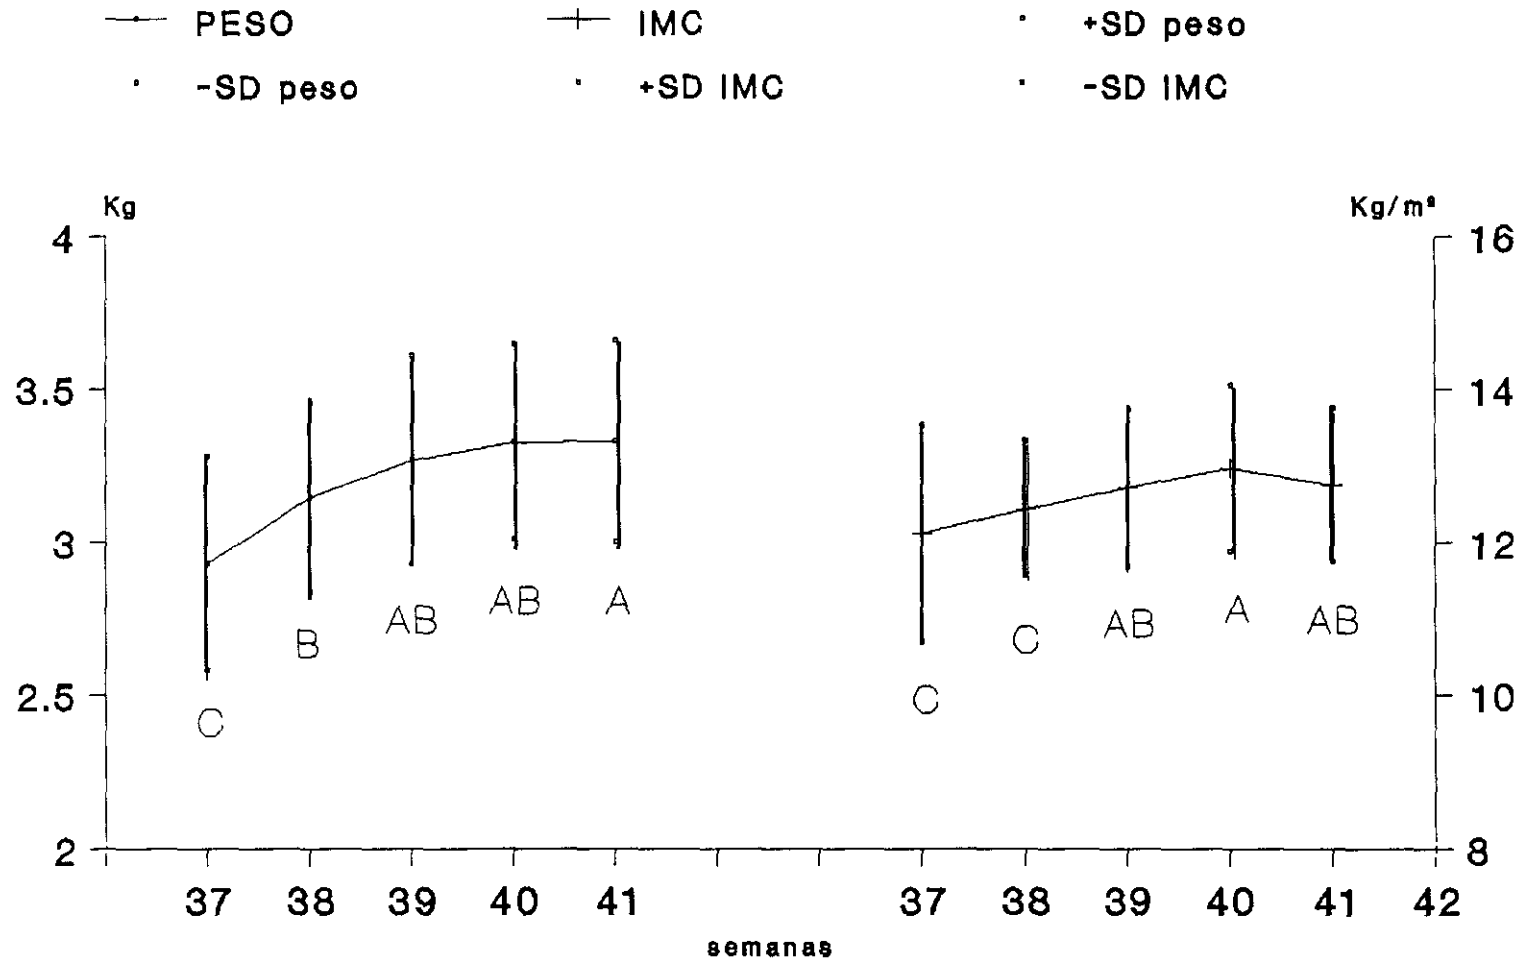 PESO IMC +SD peso
-SD peso +SD IMC -SD IMC
Kg Kg/m²
4 16
3.5 14
3 12
AB A A
AB AB AB
B C
2.5 10
C C
2 8
37 38 39 40 41 37 38 39 40 41 42
semanas